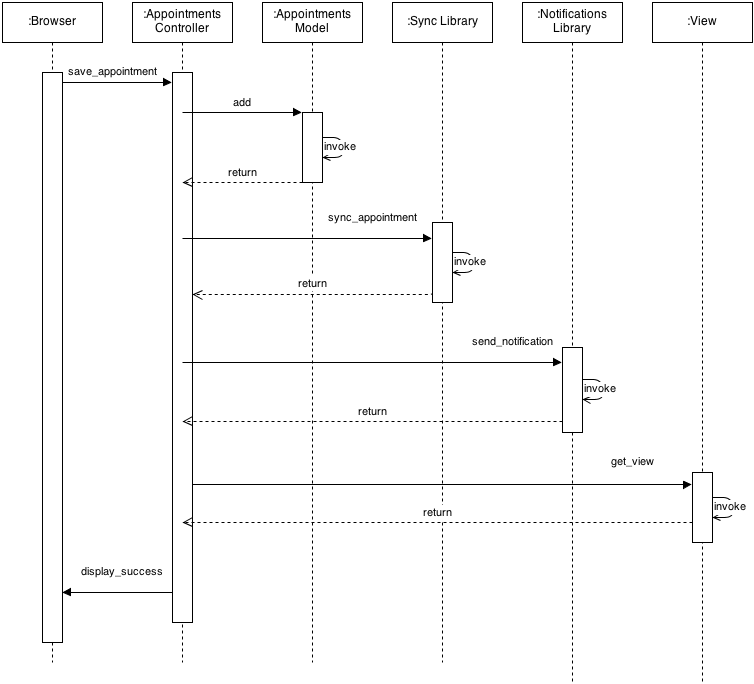 :Browser
:Appointments
Controller
:Appointments
Model
:Sync Library
:Notifications
Library
:View
save_appointment
add
invoke
return
sync_appointment
invoke
return
send_notification
invoke
return
get_view
invoke
return
display_success